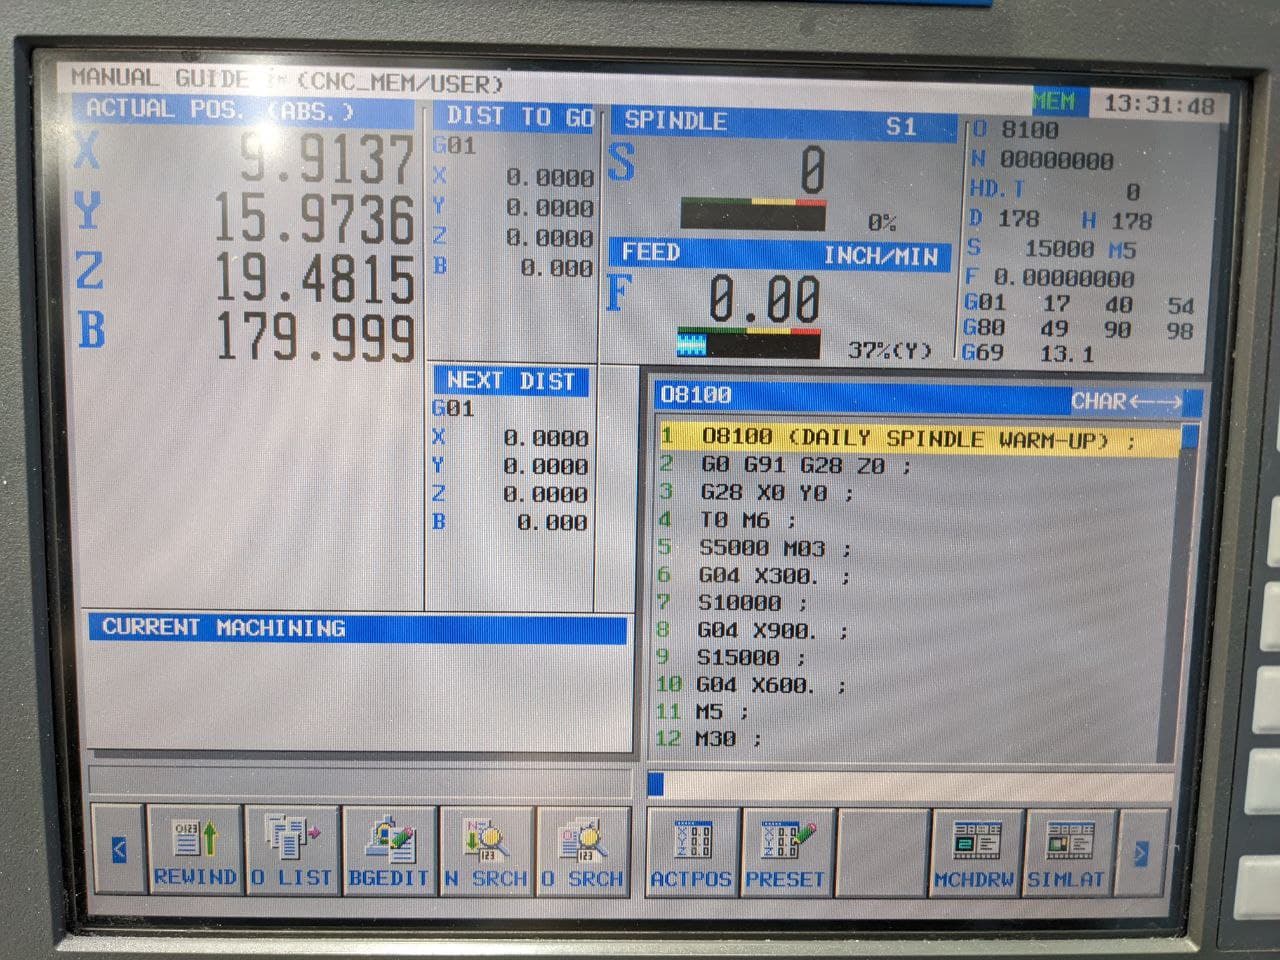 MANUAL GUIDE i (CNC_MEM/USER)
MEM 13:31:48
ACTUAL POS. (ABS.)
X 9.9137
Y 15.9736
Z 19.4815
B 179.999
DIST TO GO
G01
X 0.0000
Y 0.0000
Z 0.0000
B 0.000
NEXT DIST
G01
X 0.0000
Y 0.0000
Z 0.0000
B 0.000
SPINDLE S1
S 0
0%
FEED INCH/MIN
F 0.00
37%(Y)
O 8100
N 00000000
HD.T 0
D 178 H 178
S 15000 M5
F 0.00000000
G01 17 40 54
G80 49 90 98
G69 13.1
CURRENT MACHINING
O8100 CHAR←—→
1 O8100 (DAILY SPINDLE WARM-UP) ;
2 G0 G91 G28 Z0 ;
3 G28 X0 Y0 ;
4 T0 M6 ;
5 S5000 M03 ;
6 G04 X300. ;
7 S10000 ;
8 G04 X900. ;
9 S15000 ;
10 G04 X600. ;
11 M5 ;
12 M30 ;
< REWIND O LIST BGEDIT N SRCH O SRCH ACTPOS PRESET MCHDRW SIMLAT >